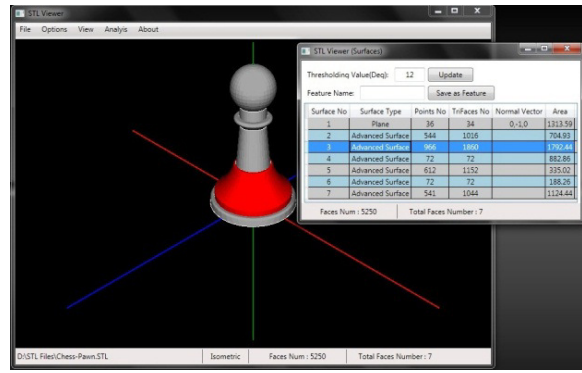 STL Viewer
File Options View Analyis About
STL Viewer (Surfaces)
Thresholding Value(Deg): 12 Update
Feature Name: Save as Feature
Surface No Surface Type Points No TriFaces No Normal Vector Area
1 Plane 36 34 0,-1,0 1313.59
2 Advanced Surface 544 1016 704.93
3 Advanced Surface 966 1860 1792.44
4 Advanced Surface 72 72 882.86
5 Advanced Surface 612 1152 335.02
6 Advanced Surface 72 72 188.26
7 Advanced Surface 541 1044 1124.44
Faces Num : 5250 Total Faces Number : 7
D:\STL Files\Chess-Pawn.STL Isometric Faces Num : 5250 Total Faces Number : 7